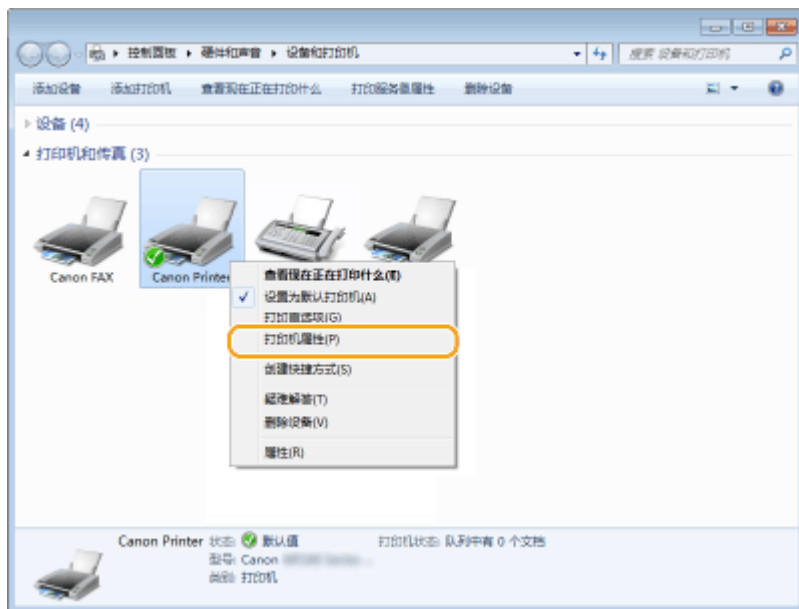 控制面板 ▸ 硬件和声音 ▸ 设备和打印机
搜索 设备和打印机
添加设备 添加打印机 查看现在正在打印什么 打印服务器属性 删除设备
设备 (4)
打印机和传真 (3)
Canon FAX
Canon Printer
查看现在正在打印什么(E)
设置为默认打印机(A)
打印首选项(G)
打印机属性(P)
创建快捷方式(S)
疑难解答(T)
删除设备(V)
属性(R)
Canon Printer 状态: 默认值 打印机状态: 队列中有 0 个文档
型号: Canon
类别: 打印机